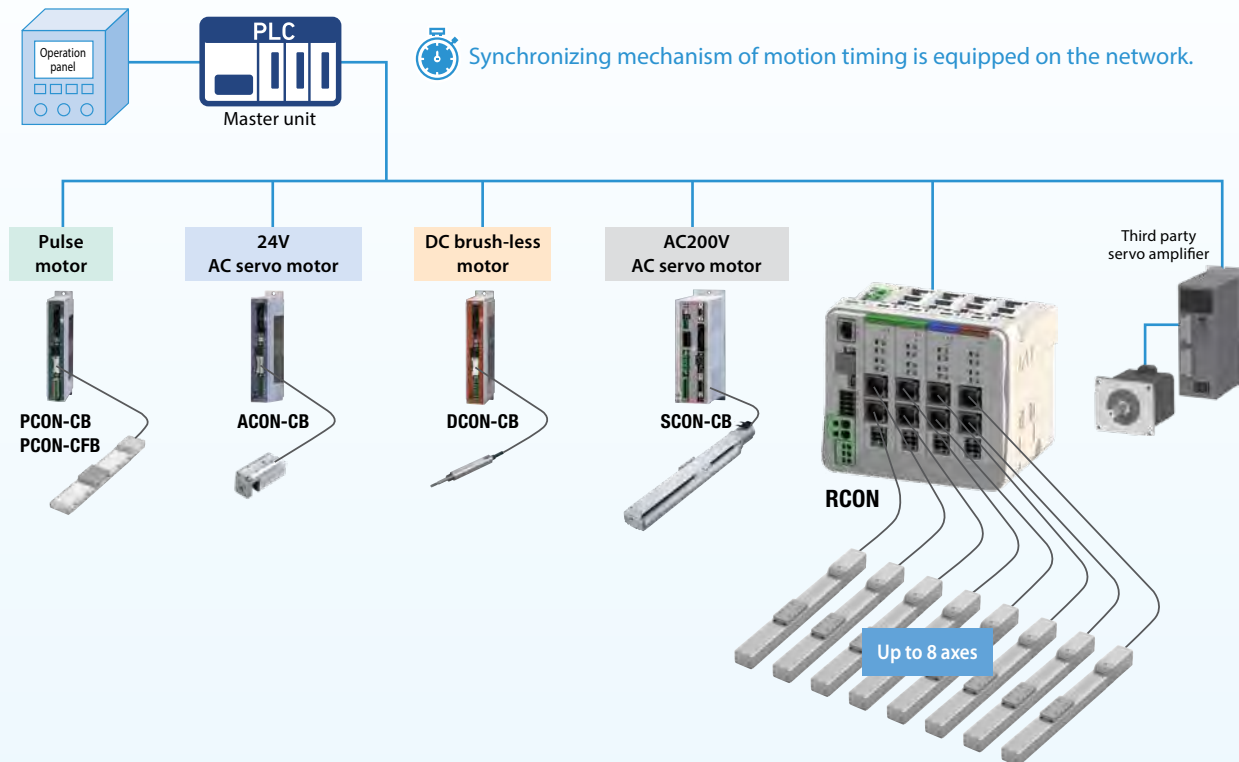 Operation
panel
PLC
Master unit
Synchronizing mechanism of motion timing is equipped on the network.
Pulse
motor
24V
AC servo motor
DC brush-less
motor
AC200V
AC servo motor
Third party
servo amplifier
PCON-CB
PCON-CFB
ACON-CB
DCON-CB
SCON-CB
RCON
Up to 8 axes